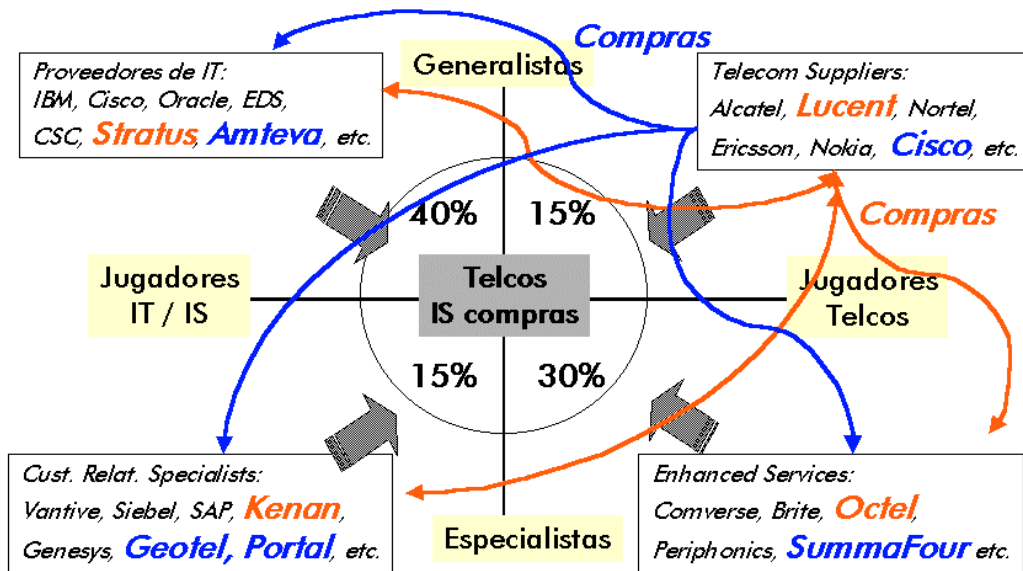 Compras
Generalistas
Proveedores de IT:
IBM, Cisco, Oracle, EDS,
CSC, Stratus, Amteva, etc.
Telecom Suppliers:
Alcatel, Lucent, Nortel,
Ericsson, Nokia, Cisco, etc.
Compras
40%
15%
Jugadores
IT / IS
Telcos
IS compras
Jugadores
Telcos
15%
30%
Cust. Relat. Specialists:
Vantive, Siebel, SAP, Kenan,
Genesys, Geotel, Portal, etc.
Especialistas
Enhanced Services:
Comverse, Brite, Octel,
Periphonics, SummaFour etc.